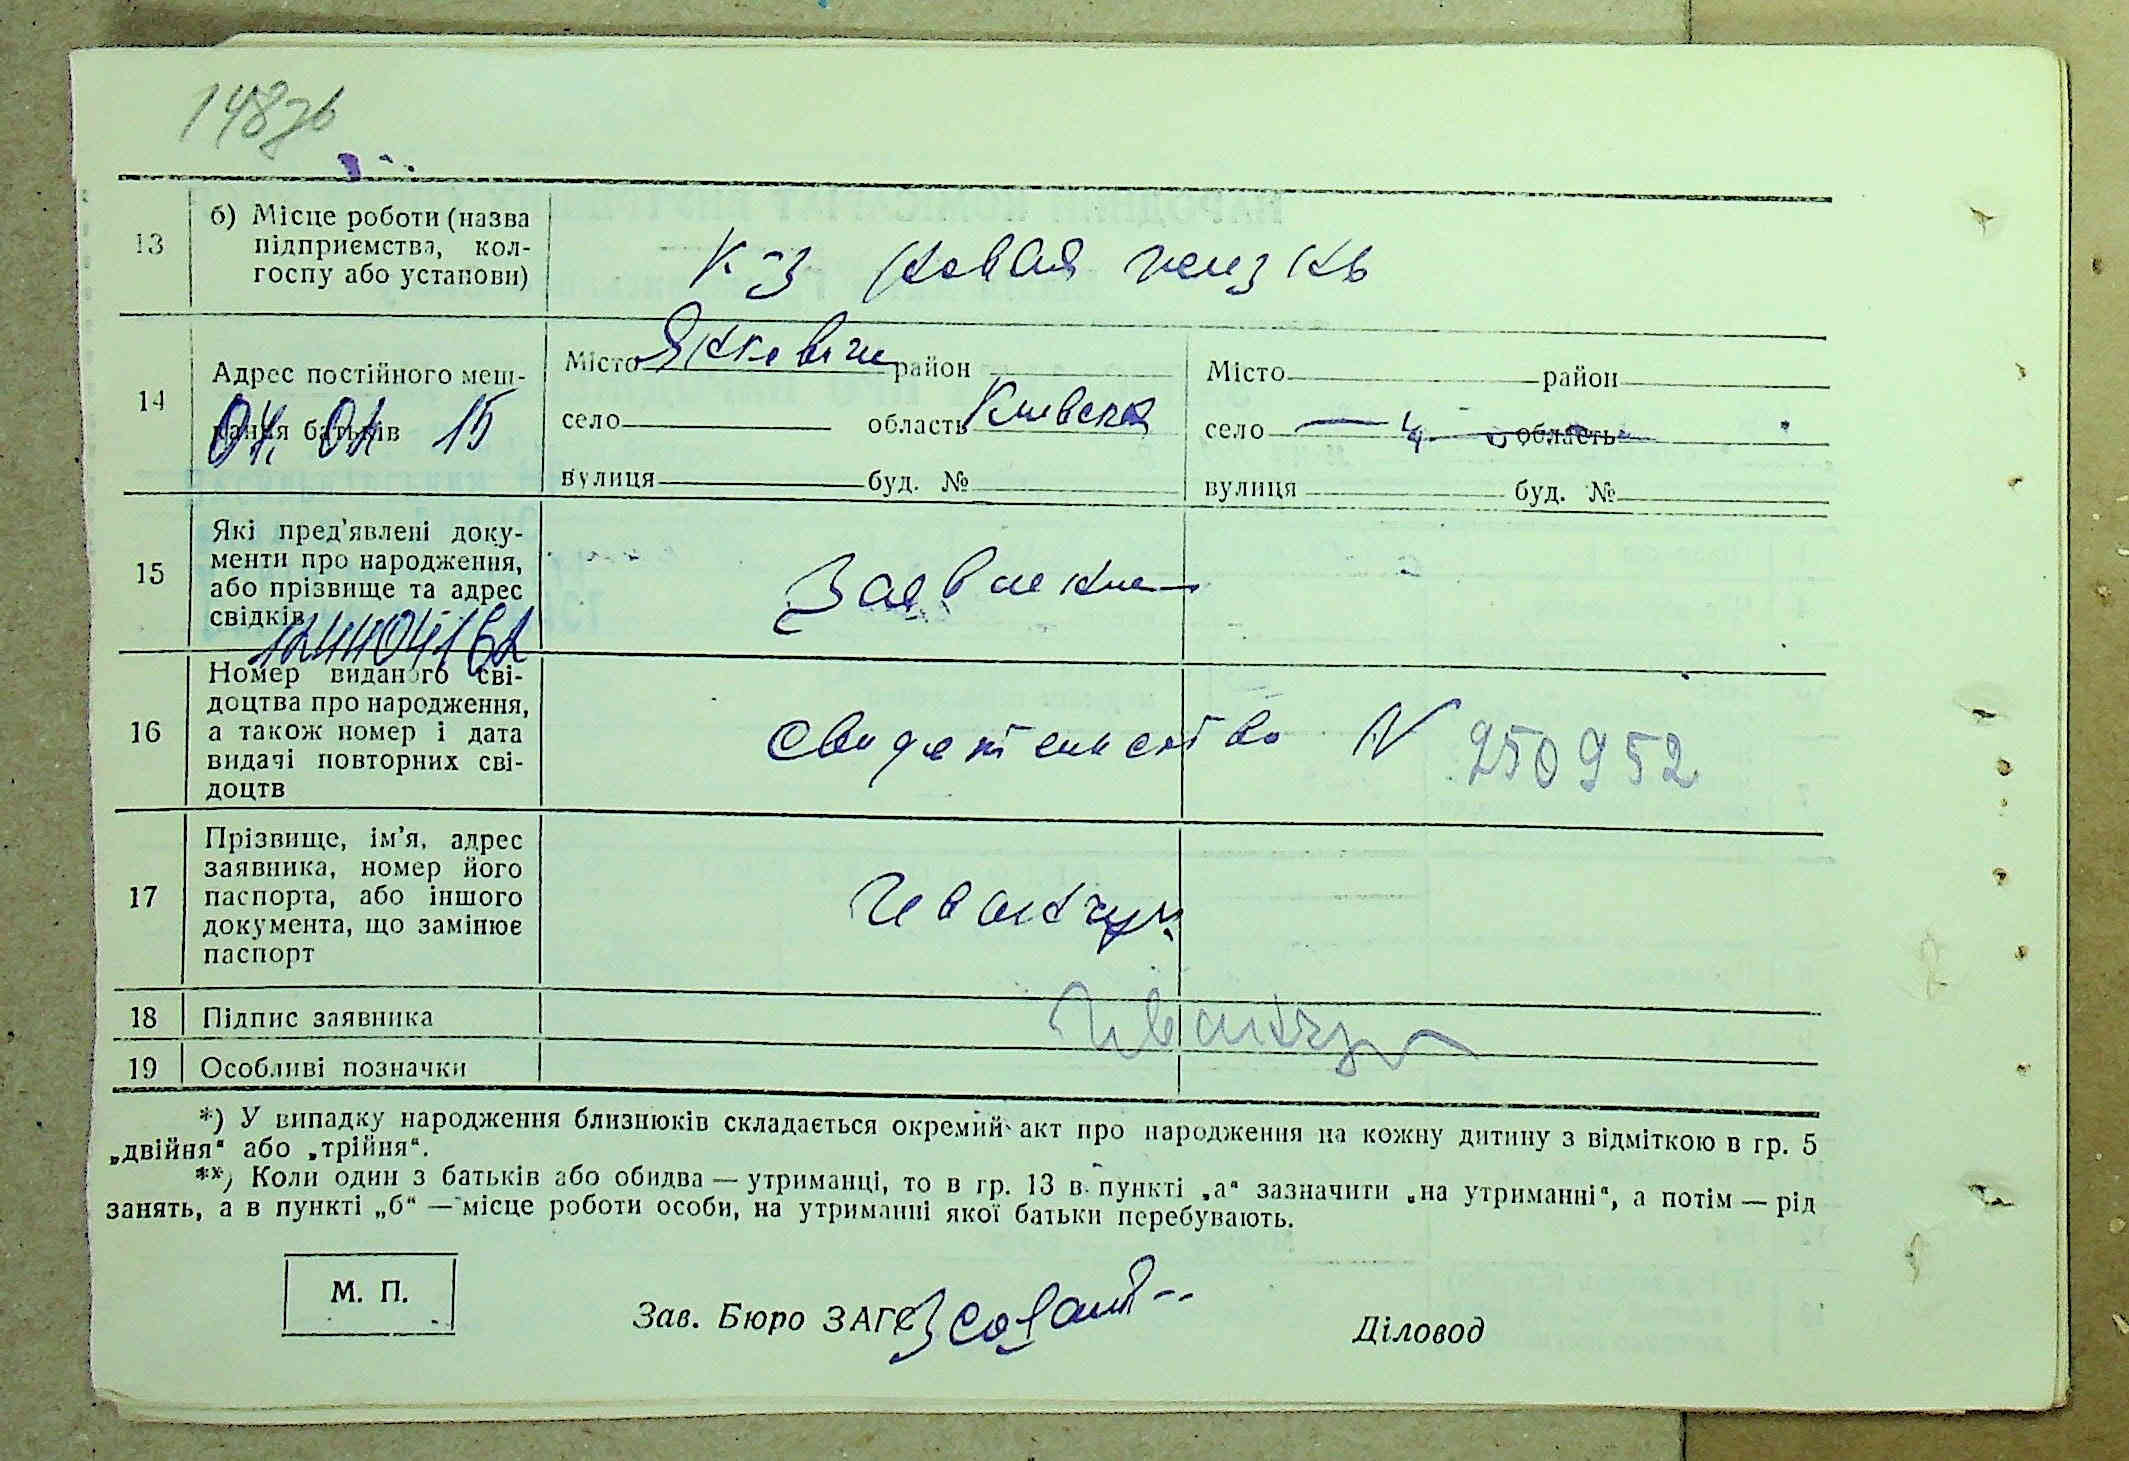 148зв
13
б) Місце роботи (назва
підприємства, кол-
госпу або установи)
к-з новая жизнь
14
Адрес постійного меш-
кання батьків
15
Місто район
село область Киевская
вулиця буд. №
Місто район
село — " — область
вулиця буд. №
15
Які пред'явлені доку-
менти про народження,
або прізвище та адрес
свідків
Заявление
16
Номер виданого сві-
доцтва про народження,
а також номер і дата
видачі повторних сві-
доцтв
свидетельство N 250952
17
Прізвище, ім'я, адрес
заявника, номер його
паспорта, або іншого
документа, що замінює
паспорт
Иванчук
18
Підпис заявника
Иванчук
19
Особливі позначки
*) У випадку народження близнюків складається окремий акт про народження на кожну дитину з відміткою в гр. 5
„двійня“ або „трійня“.
**) Коли один з батьків або обидва — утриманці, то в гр. 13 в пункті „а“ зазначити „на утриманні“, а потім — рід
занять, а в пункті „б“ — місце роботи особи, на утриманні якої батьки перебувають.
М. П.
Зав. Бюро ЗАГС
Діловод